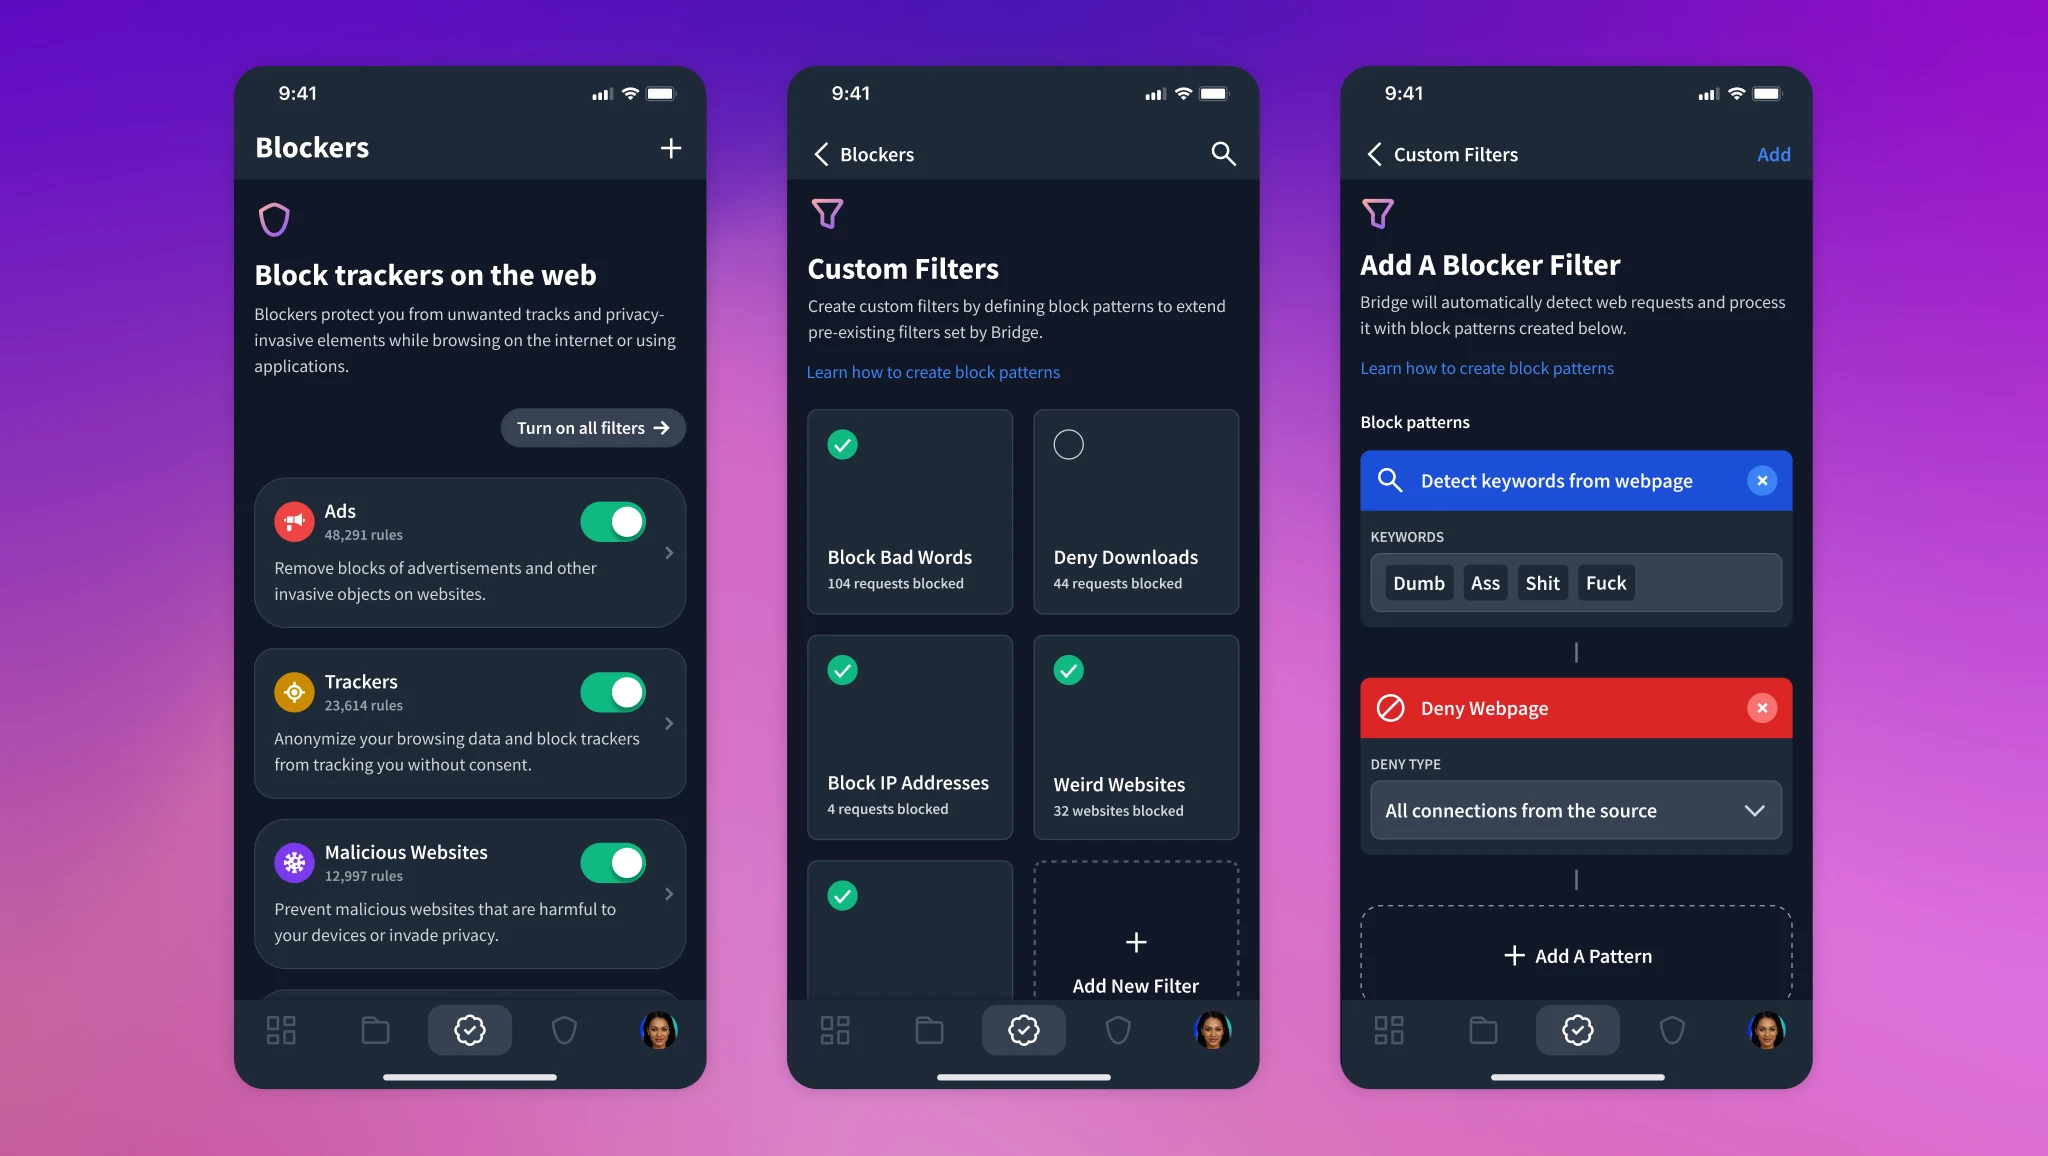 9:41
Blockers
Block trackers on the web
Blockers protect you from unwanted tracks and privacy-
invasive elements while browsing on the internet or using
applications.
Turn on all filters
Ads
48,291 rules
Remove blocks of advertisements and other
invasive objects on websites.
Trackers
23,614 rules
Anonymize your browsing data and block trackers
from tracking you without consent.
Malicious Websites
12,997 rules
Prevent malicious websites that are harmful to
your devices or invade privacy.
9:41
Blockers
Custom Filters
Create custom filters by defining block patterns to extend
pre-existing filters set by Bridge.
Learn how to create block patterns
Block Bad Words
104 requests blocked
Deny Downloads
44 requests blocked
Block IP Addresses
4 requests blocked
Weird Websites
32 websites blocked
Add New Filter
9:41
Custom Filters
Add
Add A Blocker Filter
Bridge will automatically detect web requests and process
it with block patterns created below.
Learn how to create block patterns
Block patterns
Detect keywords from webpage
KEYWORDS
Dumb Ass Shit Fuck
Deny Webpage
DENY TYPE
All connections from the source
Add A Pattern